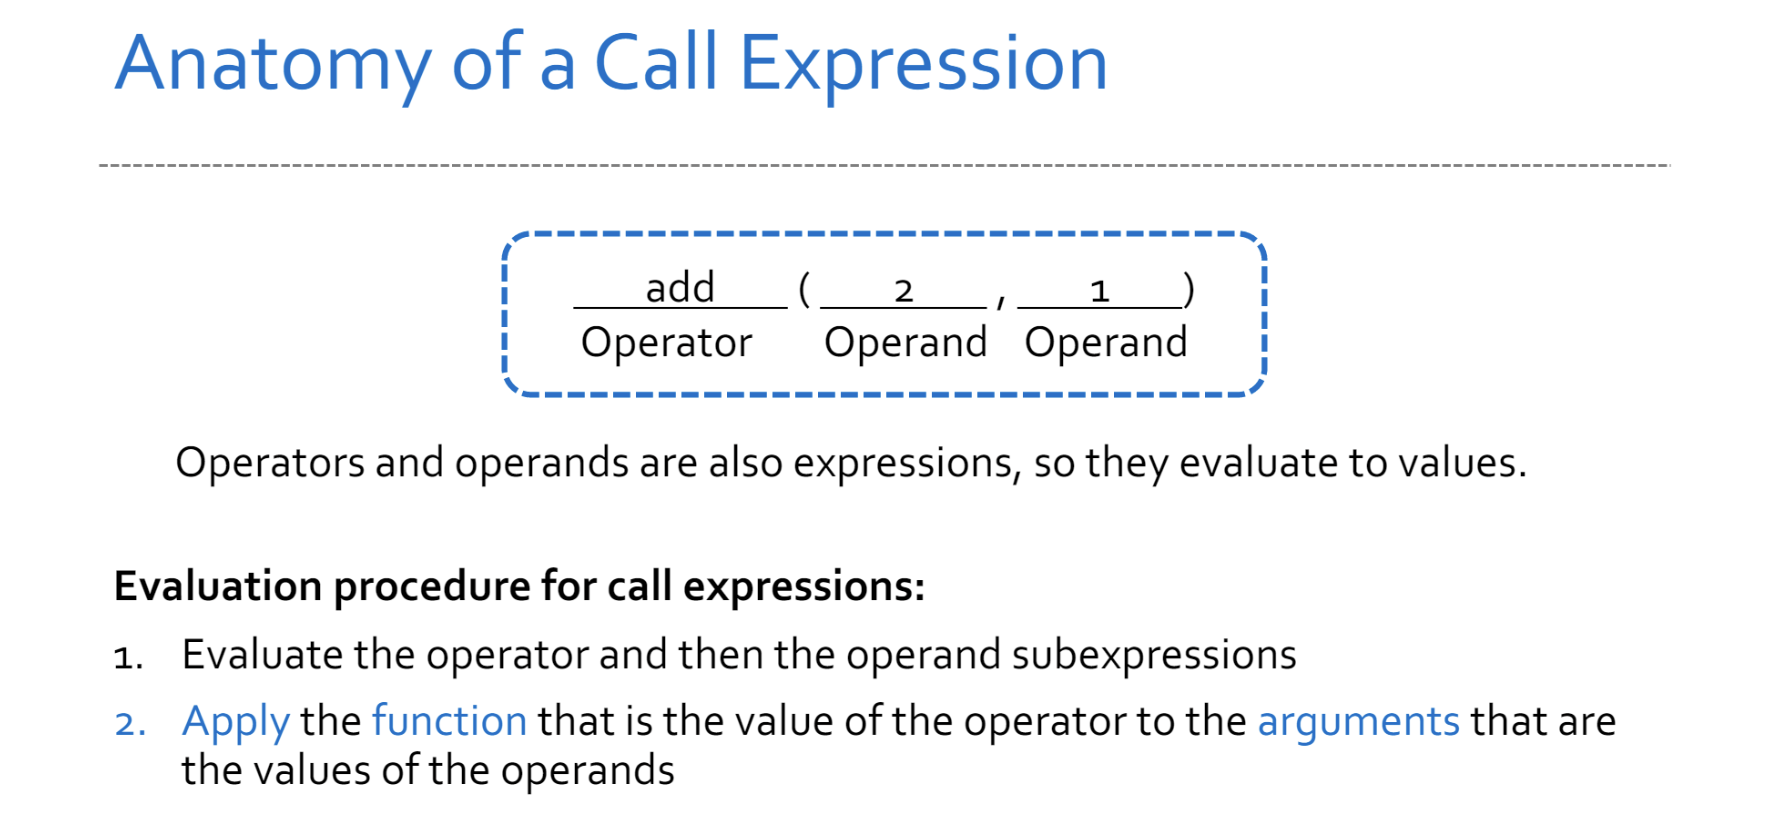 Anatomy of a Call Expression
add ( 2 , 1 )
Operator Operand Operand
Operators and operands are also expressions, so they evaluate to values.
Evaluation procedure for call expressions:
1. Evaluate the operator and then the operand subexpressions
2. Apply the function that is the value of the operator to the arguments that are
the values of the operands